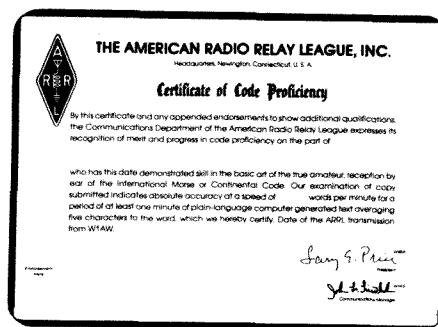 A
R R
L
THE AMERICAN RADIO RELAY LEAGUE, INC.
Headquarters, Newington, Connecticut, U. S. A.
Certificate of Code Proficiency
By this certificate and any appended endorsements to show additional qualifications,
the Communications Department of the American Radio Relay League expresses its
recognition of merit and progress in code proficiency on the part of
who has this date demonstrated skill in the basic art of the true amateur, reception by
ear of the International Morse or Continental Code. Our examination of copy
submitted indicates absolute accuracy at a speed of words per minute for a
period of at least one minute of plain-language computer generated text averaging
five characters to the word, which we hereby certify. Date of the ARRL transmission
from W1AW.
Larry E. Price
President
Communications Manager